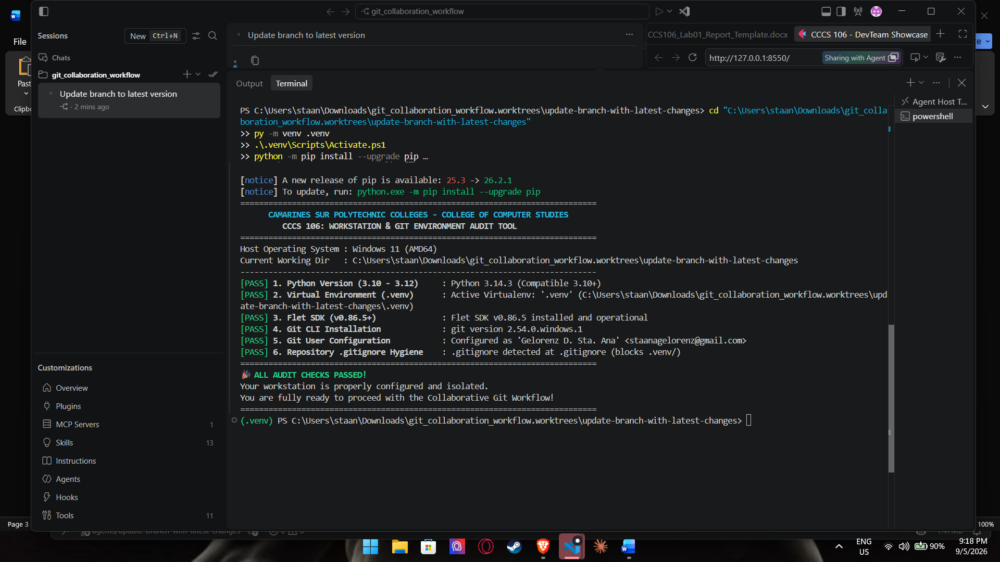 File
Past
Clipb
Page 3
git_collaboration_workflow
Sessions
New Ctrl+N
Chats
git_collaboration_workflow
Update branch to latest version
· 2 mins ago
Customizations
Overview
Plugins
MCP Servers 1
Skills 13
Instructions
Agents
Hooks
Tools 11
Update branch to latest version
CCS106_Lab01_Report_Template.docx
CCCS 106 - DevTeam Showcase
http://127.0.0.1:8550/
Sharing with Agent
Output
Terminal
Agent Host T...
powershell
PS C:\Users\staan\Downloads\git_collaboration_workflow.worktrees\update-branch-with-latest-changes> cd "C:\Users\staan\Downloads\git_colla
boration_workflow.worktrees\update-branch-with-latest-changes"
>> py -m venv .venv
>> .\.venv\Scripts\Activate.ps1
>> python -m pip install --upgrade pip …
[notice] A new release of pip is available: 25.3 -> 26.2.1
[notice] To update, run: python.exe -m pip install --upgrade pip
============================================================================
CAMARINES SUR POLYTECHNIC COLLEGES - COLLEGE OF COMPUTER STUDIES
CCCS 106: WORKSTATION & GIT ENVIRONMENT AUDIT TOOL
============================================================================
Host Operating System : Windows 11 (AMD64)
Current Working Dir   : C:\Users\staan\Downloads\git_collaboration_workflow.worktrees\update-branch-with-latest-changes
----------------------------------------------------------------------------
[PASS] 1. Python Version (3.10 - 3.12)     : Python 3.14.3 (Compatible 3.10+)
[PASS] 2. Virtual Environment (.venv)      : Active Virtualenv: '.venv' (C:\Users\staan\Downloads\git_collaboration_workflow.worktrees\upd
ate-branch-with-latest-changes\.venv)
[PASS] 3. Flet SDK (v0.86.5+)              : Flet SDK v0.86.5 installed and operational
[PASS] 4. Git CLI Installation             : git version 2.54.0.windows.1
[PASS] 5. Git User Configuration           : Configured as 'Gelorenz D. Sta. Ana' <staanagelorenz@gmail.com>
[PASS] 6. Repository .gitignore Hygiene    : .gitignore detected at .gitignore (blocks .venv/)
============================================================================
🎉 ALL AUDIT CHECKS PASSED!
Your workstation is properly configured and isolated.
You are fully ready to proceed with the Collaborative Git Workflow!
============================================================================
(.venv) PS C:\Users\staan\Downloads\git_collaboration_workflow.worktrees\update-branch-with-latest-changes>
100%
ENG
US
90%
9:18 PM
9/5/2026